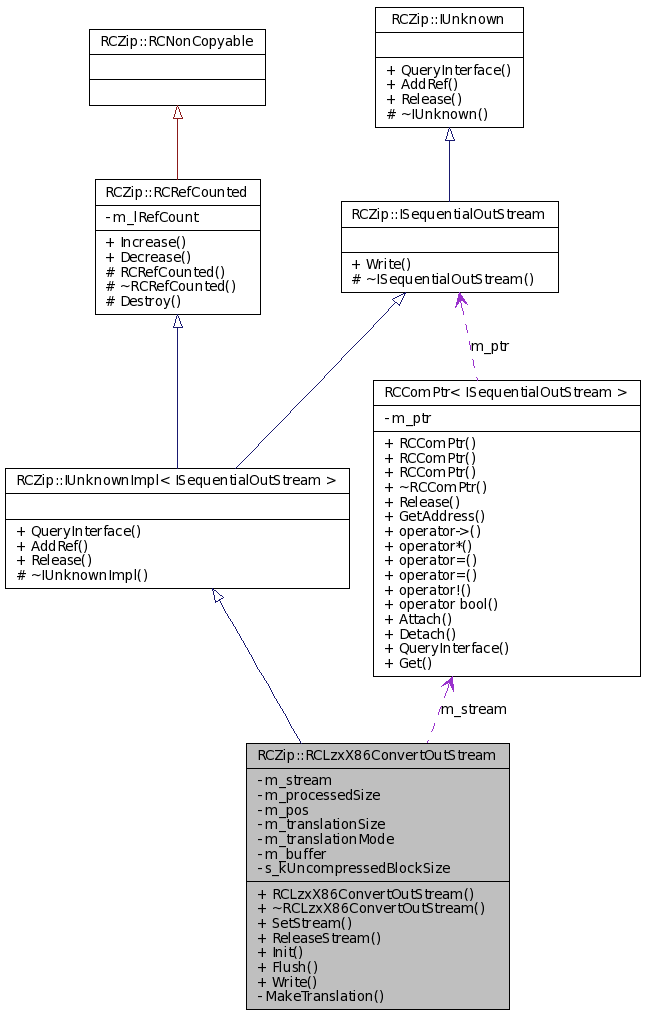 RCZip::IUnknown
+ QueryInterface()
+ AddRef()
+ Release()
# ~IUnknown()
RCZip::RCNonCopyable
RCZip::RCRefCounted
- m_lRefCount
+ Increase()
+ Decrease()
# RCRefCounted()
# ~RCRefCounted()
# Destroy()
RCZip::ISequentialOutStream
+ Write()
# ~ISequentialOutStream()
m_ptr
RCComPtr< ISequentialOutStream >
- m_ptr
+ RCComPtr()
+ RCComPtr()
+ RCComPtr()
+ ~RCComPtr()
+ Release()
+ GetAddress()
+ operator->()
+ operator*()
+ operator=()
+ operator=()
+ operator!()
+ operator bool()
+ Attach()
+ Detach()
+ QueryInterface()
+ Get()
RCZip::IUnknownImpl< ISequentialOutStream >
+ QueryInterface()
+ AddRef()
+ Release()
# ~IUnknownImpl()
m_stream
RCZip::RCLzxX86ConvertOutStream
- m_stream
- m_processedSize
- m_pos
- m_translationSize
- m_translationMode
- m_buffer
- s_kUncompressedBlockSize
+ RCLzxX86ConvertOutStream()
+ ~RCLzxX86ConvertOutStream()
+ SetStream()
+ ReleaseStream()
+ Init()
+ Flush()
+ Write()
- MakeTranslation()